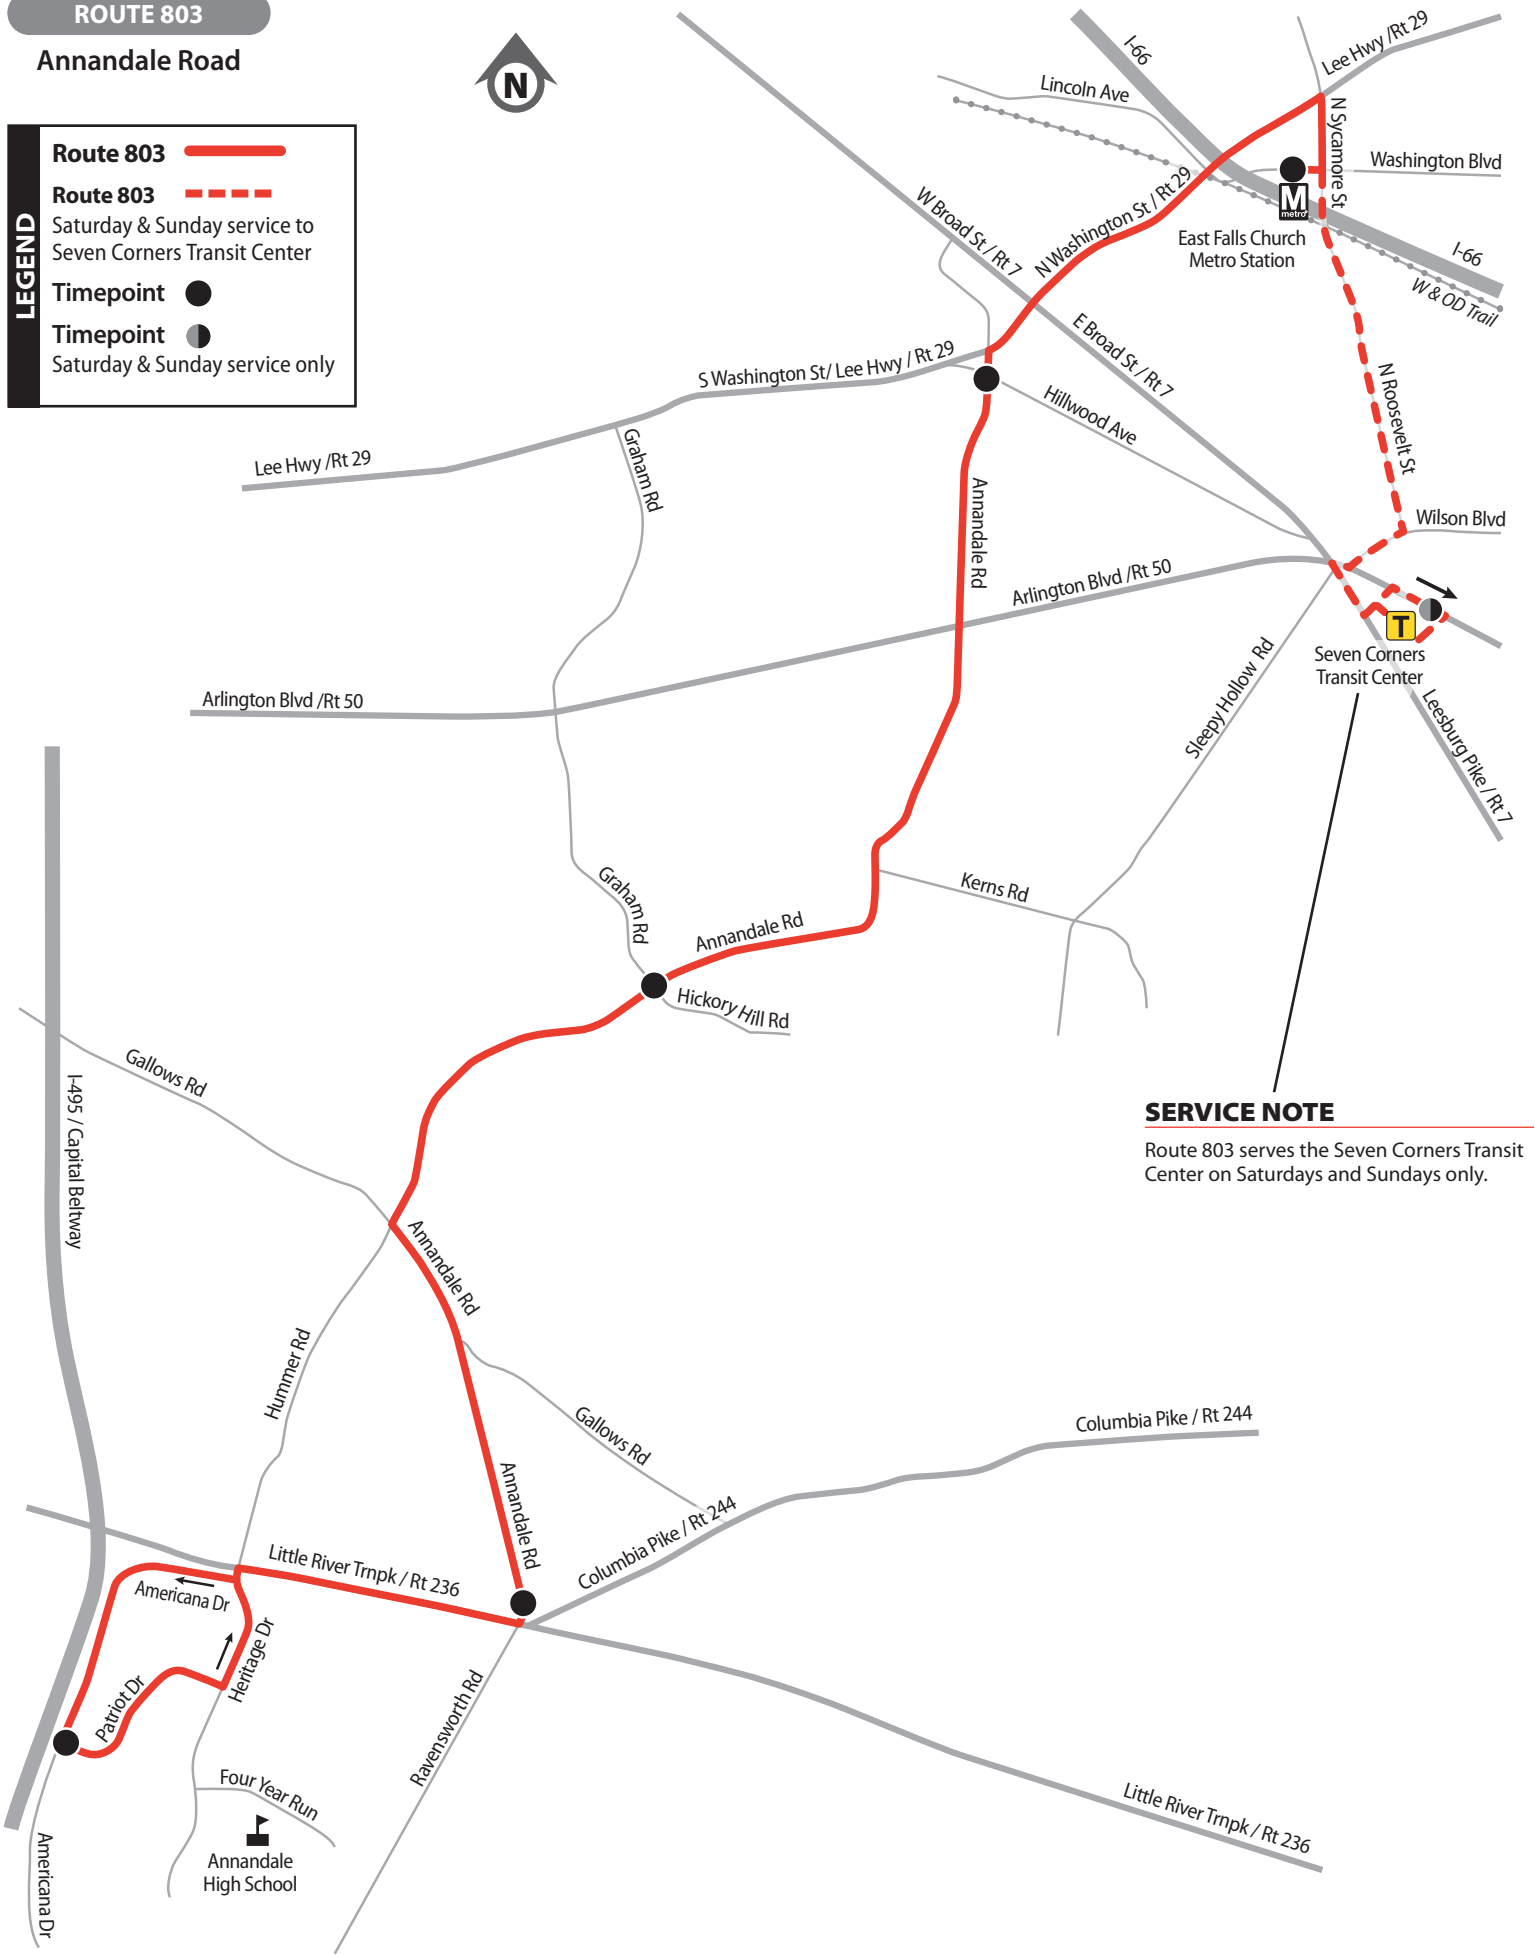 ROUTE 803
Annandale Road
N
LEGEND
Route 803
Route 803
Saturday & Sunday service to
Seven Corners Transit Center
Timepoint
Timepoint
Saturday & Sunday service only
I-66
Lee Hwy /Rt 29
Lincoln Ave
N Sycamore St
Washington Blvd
M
metro
East Falls Church
Metro Station
I-66
W & OD Trail
W Broad St / Rt 7
N Washington St / Rt 29
E Broad St / Rt 7
S Washington St/ Lee Hwy / Rt 29
Hillwood Ave
N Roosevelt St
Lee Hwy /Rt 29
Graham Rd
Annandale Rd
Wilson Blvd
Arlington Blvd /Rt 50
T
Seven Corners
Transit Center
Sleepy Hollow Rd
Leesburg Pike / Rt 7
Arlington Blvd /Rt 50
Graham Rd
Kerns Rd
Annandale Rd
Hickory Hill Rd
Gallows Rd
I-495 / Capital Beltway
SERVICE NOTE
Route 803 serves the Seven Corners Transit
Center on Saturdays and Sundays only.
Annandale Rd
Hummer Rd
Gallows Rd
Columbia Pike / Rt 244
Annandale Rd
Columbia Pike / Rt 244
Little River Trnpk / Rt 236
Americana Dr
Heritage Dr
Patriot Dr
Ravensworth Rd
Four Year Run
Annandale
High School
Little River Trnpk / Rt 236
Americana Dr